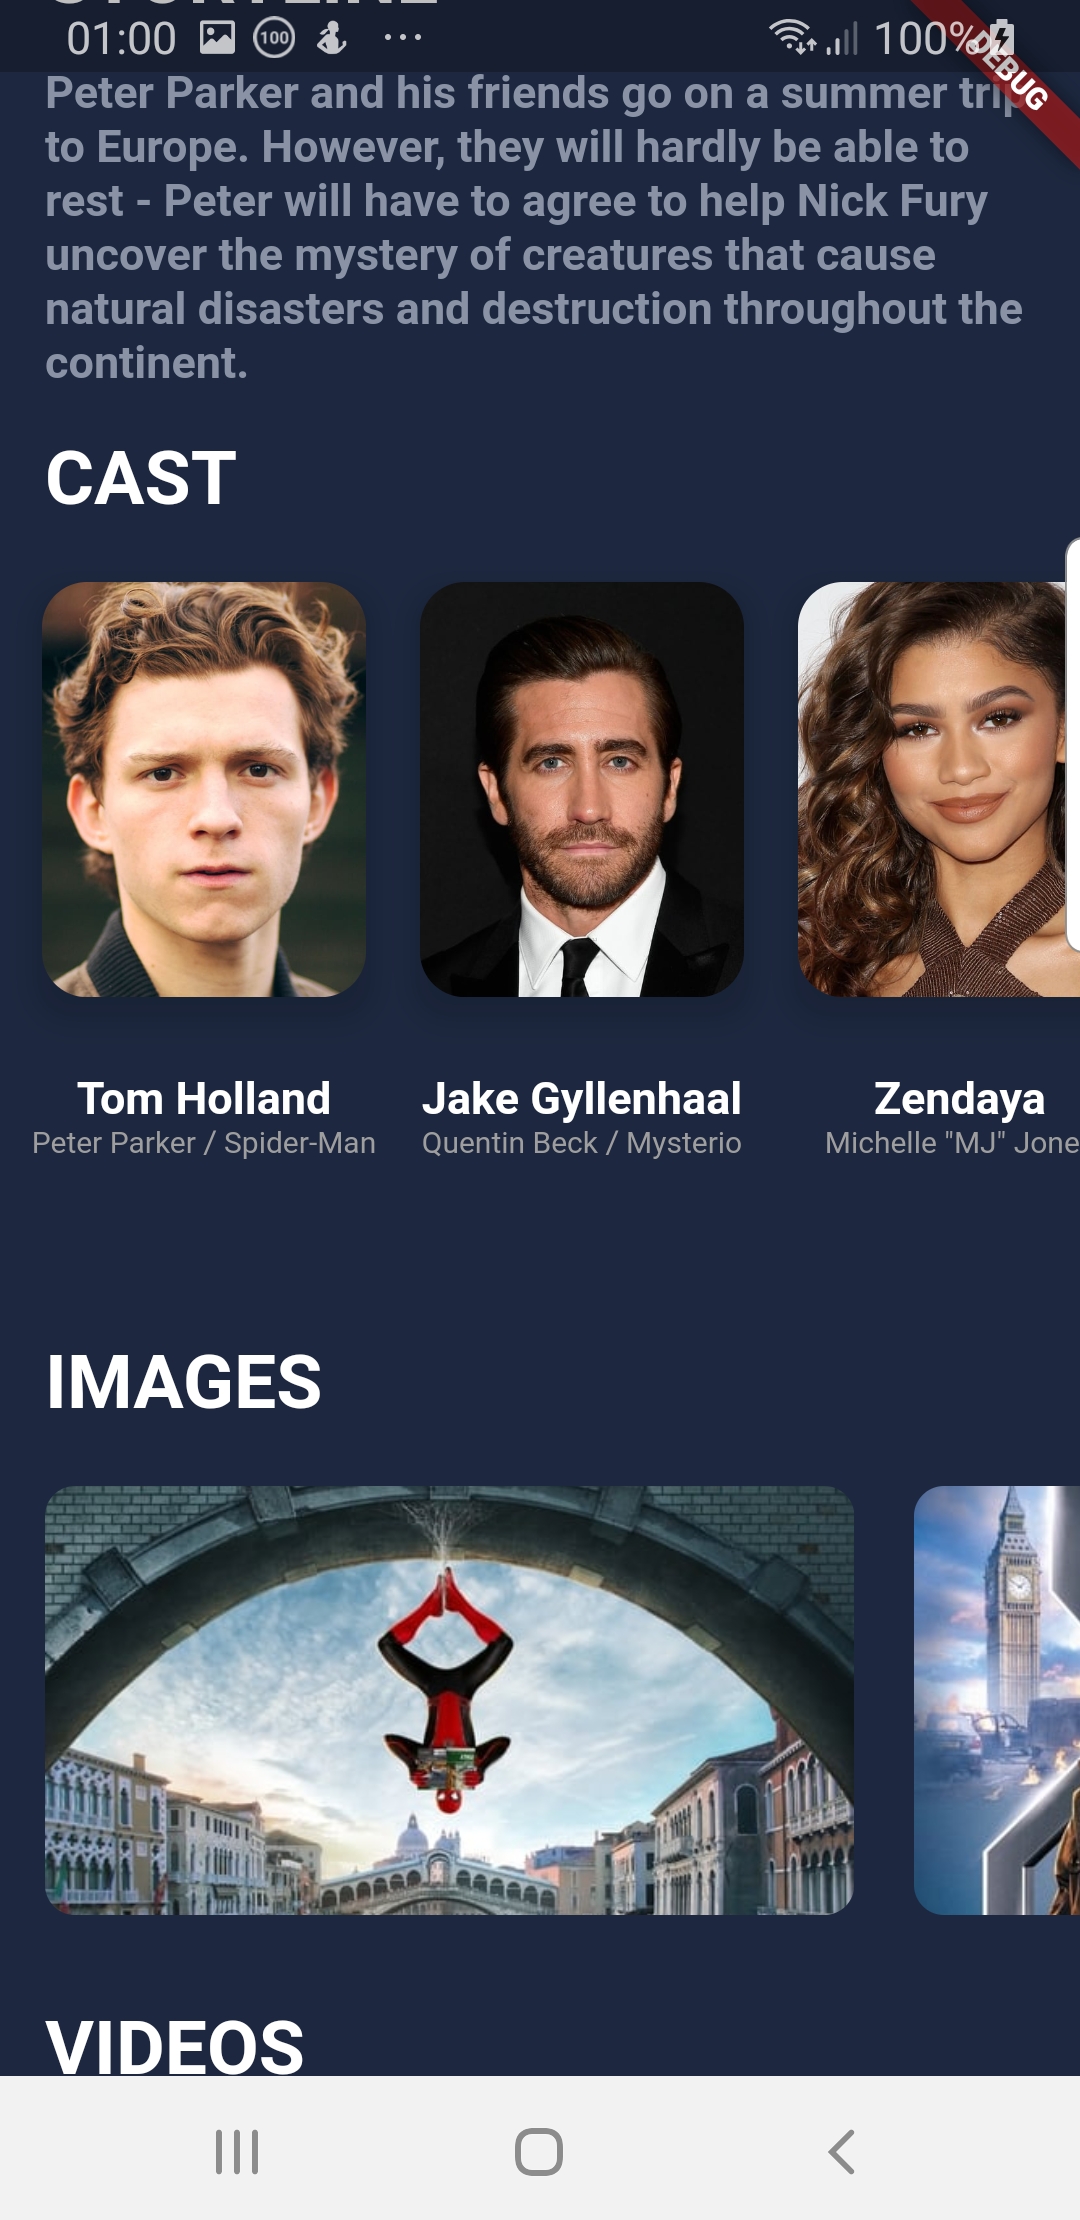 STORYLINE
01:00
100
100%
DEBUG
Peter Parker and his friends go on a summer trip
to Europe. However, they will hardly be able to
rest - Peter will have to agree to help Nick Fury
uncover the mystery of creatures that cause
natural disasters and destruction throughout the
continent.
CAST
Tom Holland
Peter Parker / Spider-Man
Jake Gyllenhaal
Quentin Beck / Mysterio
Zendaya
Michelle "MJ" Jone
IMAGES
VIDEOS